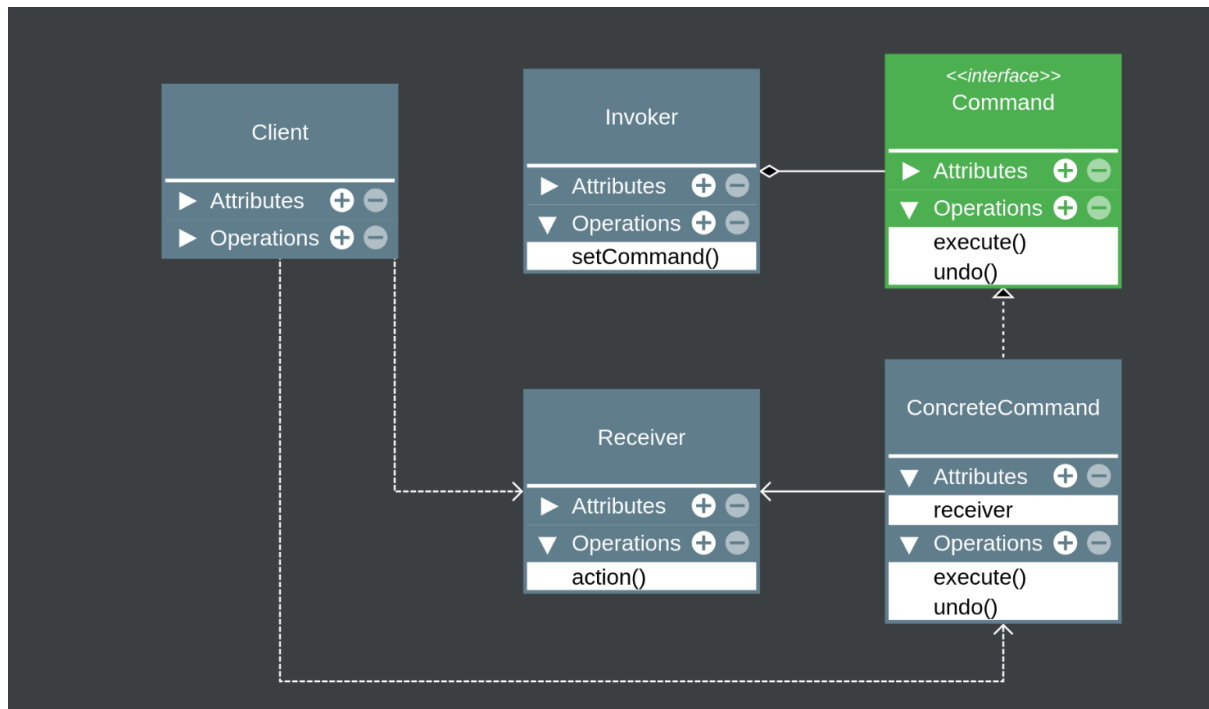 Client
Attributes
Operations
Invoker
Attributes
Operations
setCommand()
<<interface>>
Command
Attributes
Operations
execute()
undo()
Receiver
Attributes
Operations
action()
ConcreteCommand
Attributes
receiver
Operations
execute()
undo()